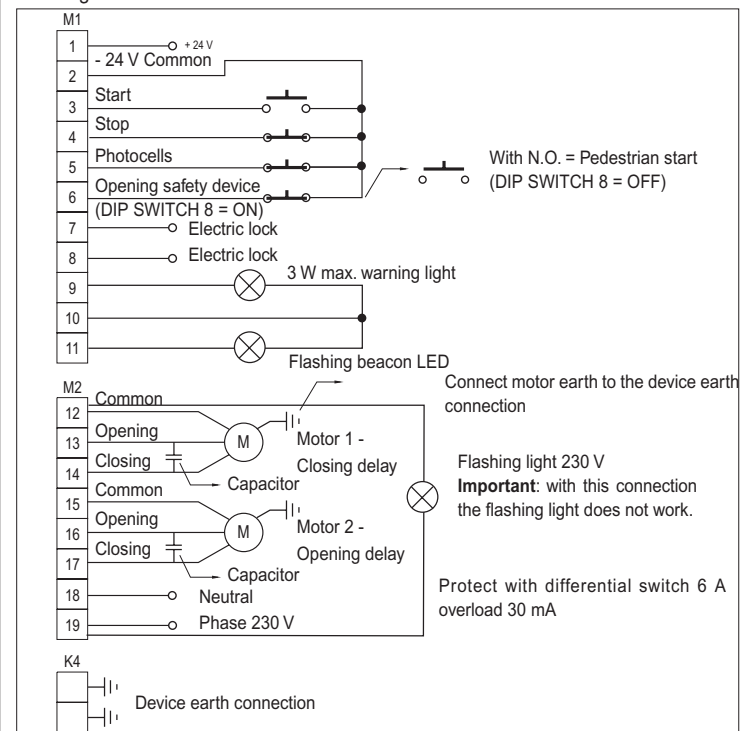 M1
1
+ 24 V
- 24 V Common
2
Start
3
Stop
4
Photocells
5
With N.O. = Pedestrian start
(DIP SWITCH 8 = OFF)
Opening safety device
6
(DIP SWITCH 8 = ON)
7
Electric lock
8
Electric lock
3 W max. warning light
9
10
11
Flashing beacon LED
M2
Common
12
Connect motor earth to the device earth
connection
Opening
13
M
Motor 1 -
Closing delay
Closing
14
Capacitor
Flashing light 230 V
Important: with this connection
the flashing light does not work.
Common
15
Opening
16
M
Motor 2 -
Opening delay
Closing
17
Capacitor
18
Neutral
Protect with differential switch 6 A
overload 30 mA
19
Phase 230 V
K4
Device earth connection